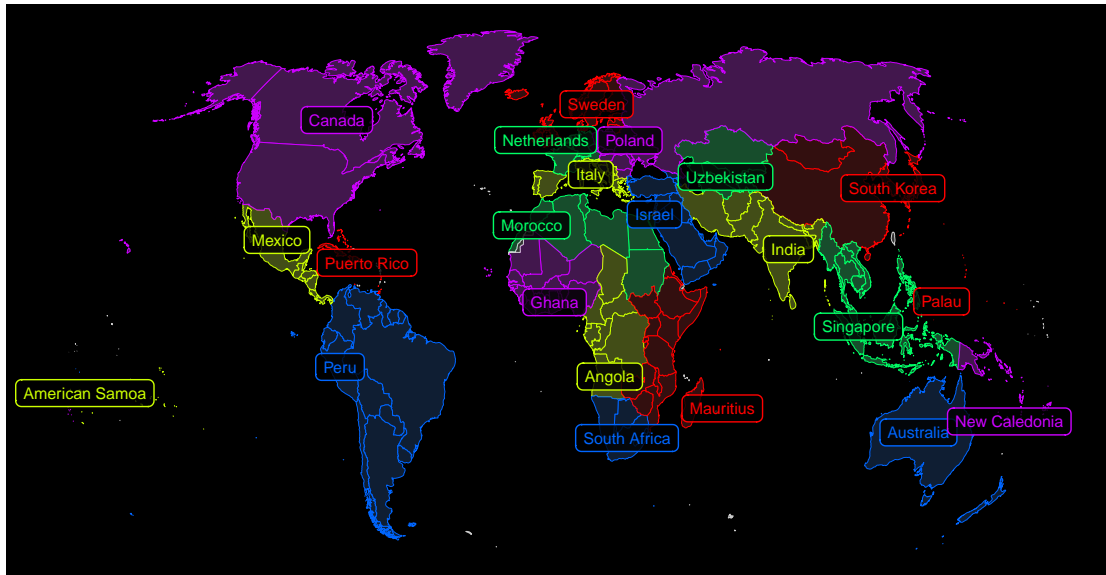 Sweden
Canada
Netherlands
Poland
Italy
Uzbekistan
South Korea
Israel
Morocco
Mexico
India
Puerto Rico
Ghana
Palau
Singapore
Peru
Angola
American Samoa
Mauritius
New Caledonia
Australia
South Africa